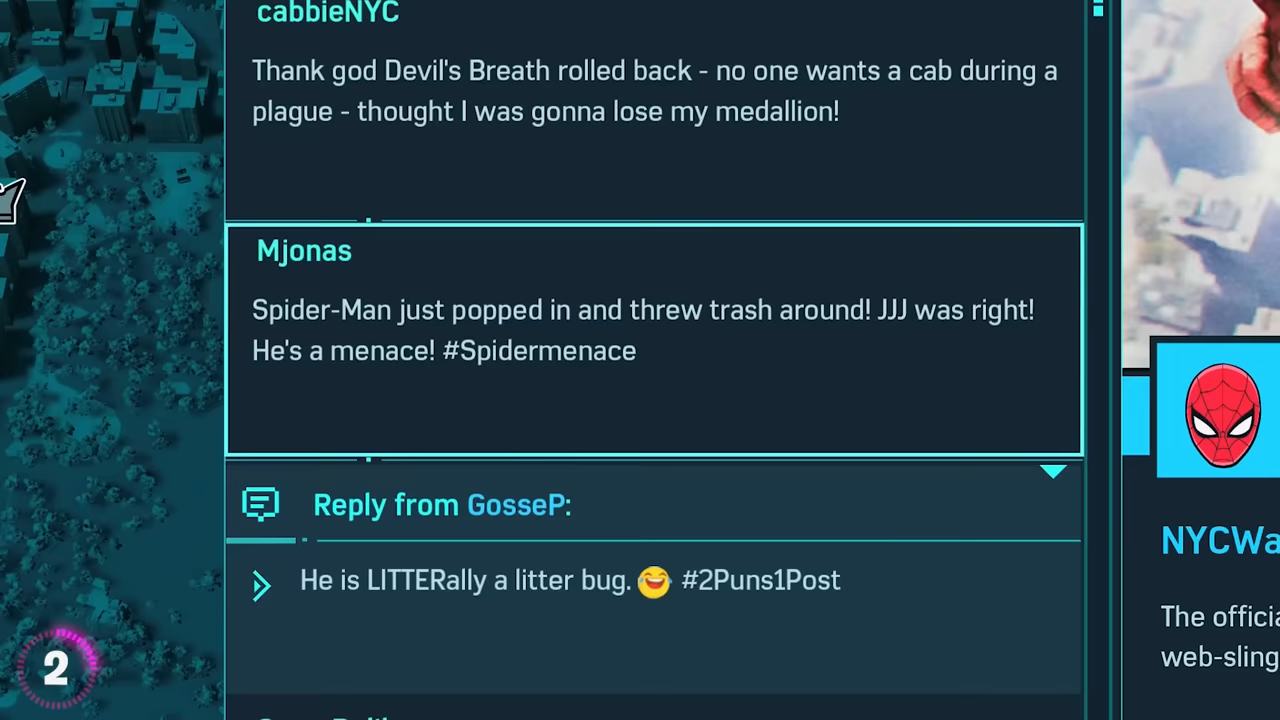 cabbieNYC
Thank god Devil's Breath rolled back - no one wants a cab during a
plague - thought I was gonna lose my medallion!
Mjonas
Spider-Man just popped in and threw trash around! JJJ was right!
He's a menace! #Spidermenace
Reply from GosseP:
He is LITTERally a litter bug. 😂 #2Puns1Post
2
NYCWa
The officia
web-sling